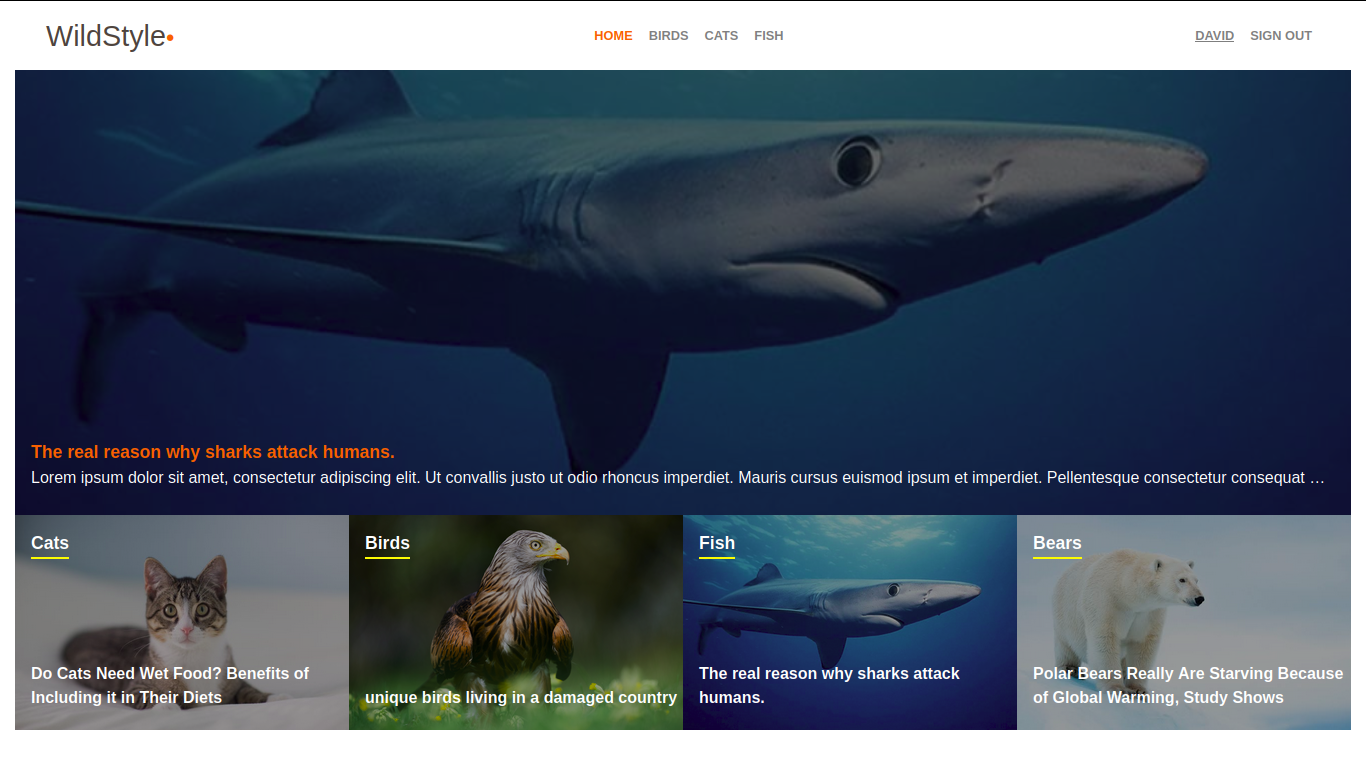 WildStyle•
HOME BIRDS CATS FISH
DAVID SIGN OUT
The real reason why sharks attack humans.
Lorem ipsum dolor sit amet, consectetur adipiscing elit. Ut convallis justo ut odio rhoncus imperdiet. Mauris cursus euismod ipsum et imperdiet. Pellentesque consectetur consequat …
Cats
Do Cats Need Wet Food? Benefits of
Including it in Their Diets
Birds
unique birds living in a damaged country
Fish
The real reason why sharks attack
humans.
Bears
Polar Bears Really Are Starving Because
of Global Warming, Study Shows